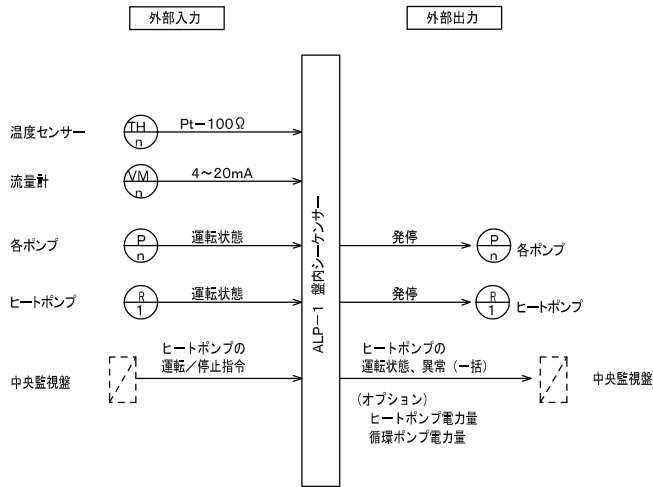 外部入力
外部出力
温度センサー
TH
n
Pt－100Ω
流量計
VM
n
4～20mA
各ポンプ
P
n
運転状態
発停
P
n
各ポンプ
ヒートポンプ
R
1
運転状態
発停
R
1
ヒートポンプ
中央監視盤
ヒートポンプの
運転／停止指令
ALP－1 盤内シーケンサー
ヒートポンプの
運転状態、異常（一括）
中央監視盤
（オプション）
ヒートポンプ電力量
循環ポンプ電力量